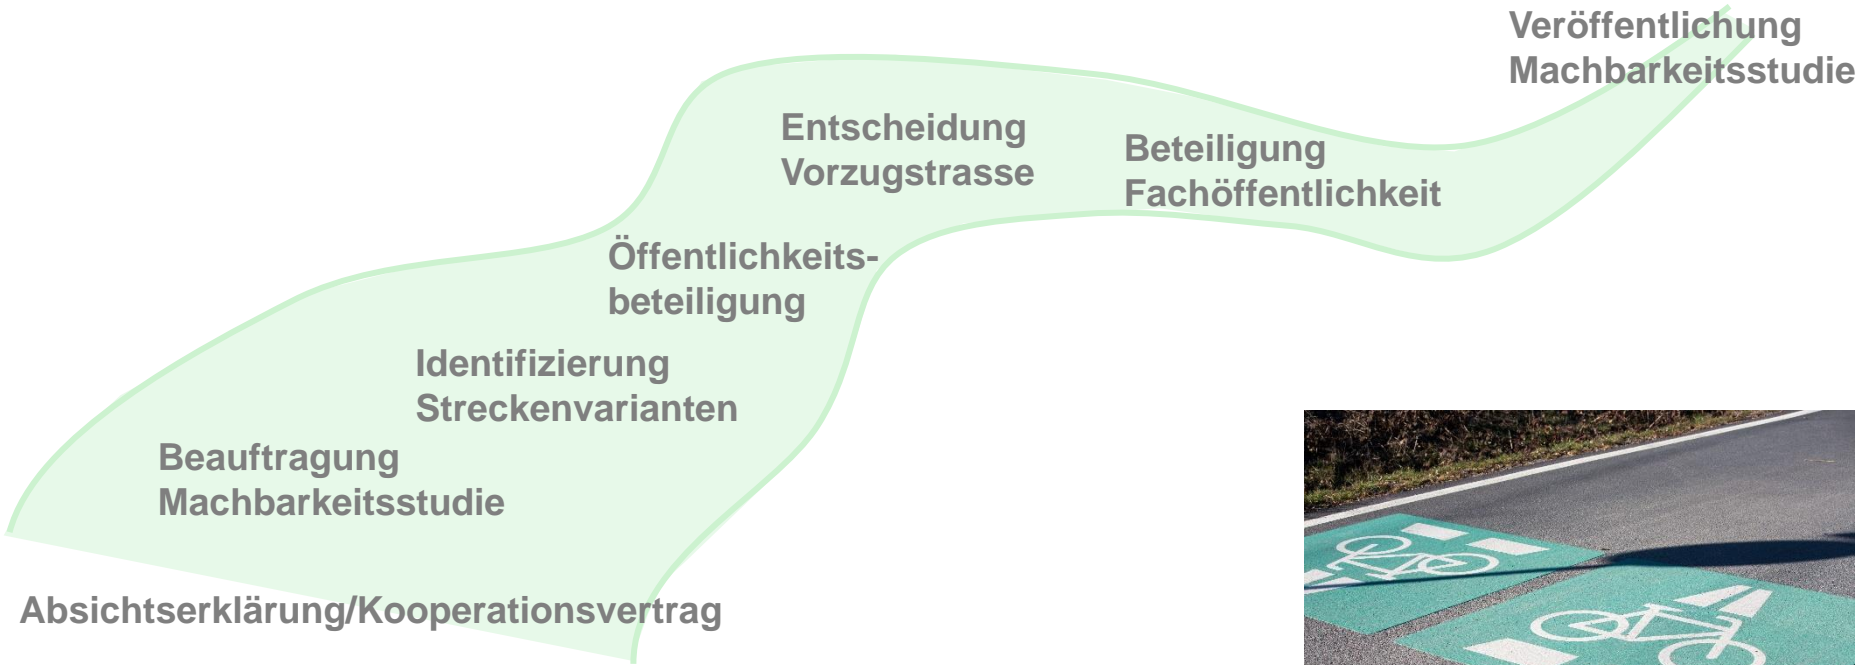 Veröffentlichung
Machbarkeitsstudie
Entscheidung
Vorzugstrasse
Beteiligung
Fachöffentlichkeit
Öffentlichkeits-
beteiligung
Identifizierung
Streckenvarianten
Beauftragung
Machbarkeitsstudie
Absichtserklärung/Kooperationsvertrag